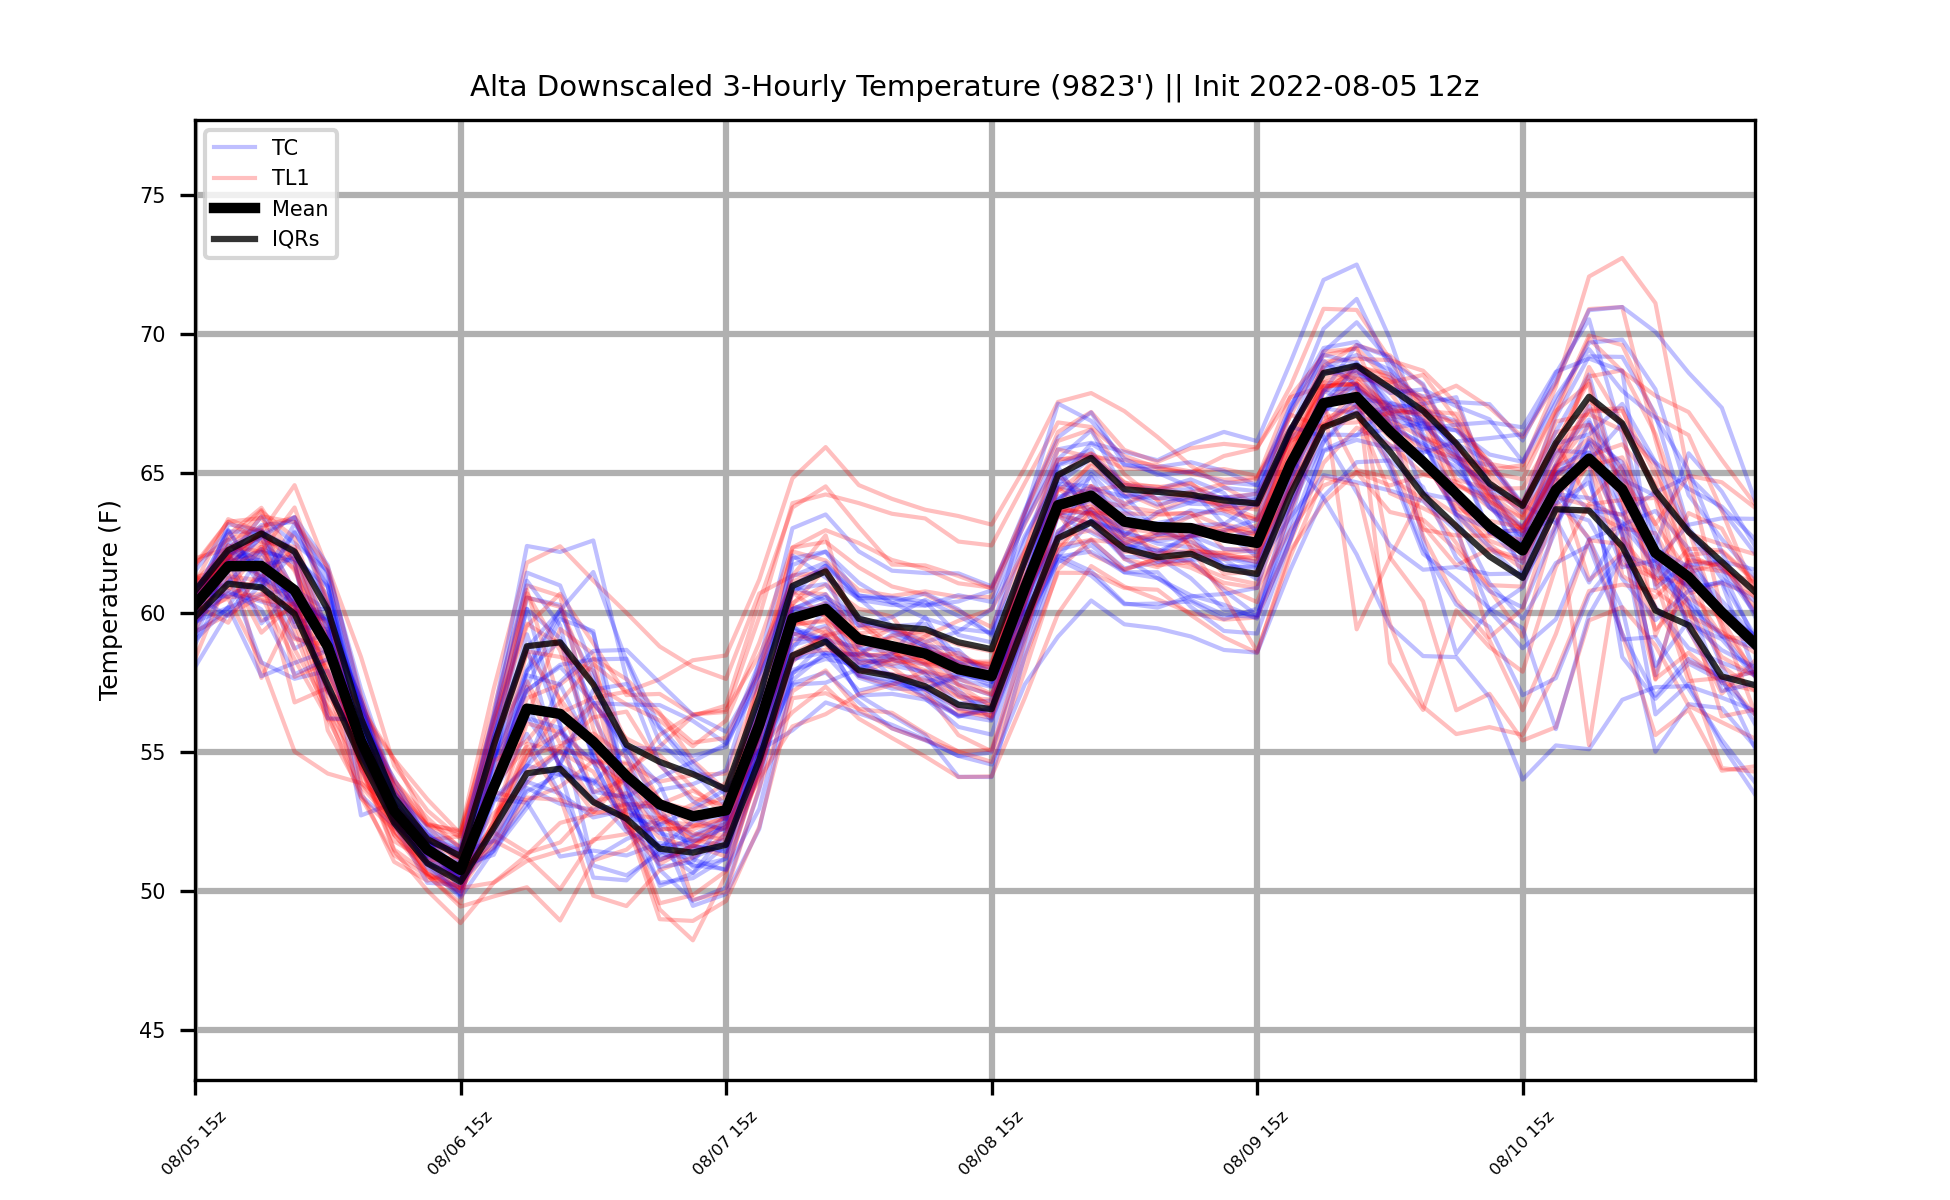 Alta Downscaled 3-Hourly Temperature (9823') || Init 2022-08-05 12z
TC
TL1
Mean
IQRs
Temperature (F)
75
70
65
60
55
50
45
08/05 15z
08/06 15z
08/07 15z
08/08 15z
08/09 15z
08/10 15z